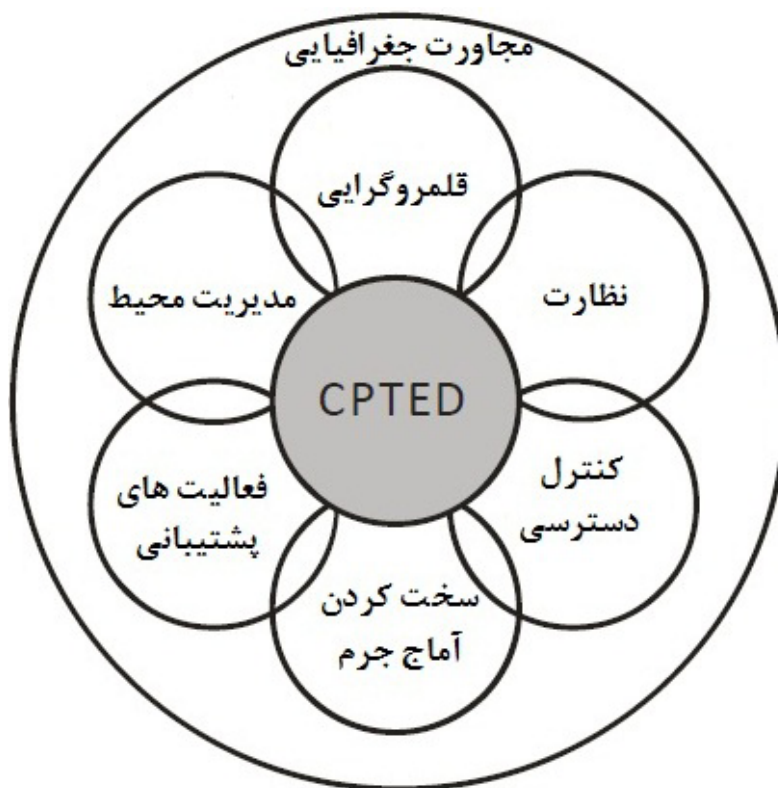 مجاورت جغرافیایی
قلمروگرایی
نظارت
مدیریت محیط
CPTED
کنترل
دسترسی
فعالیت های
پشتیبانی
سخت کردن
آماج جرم